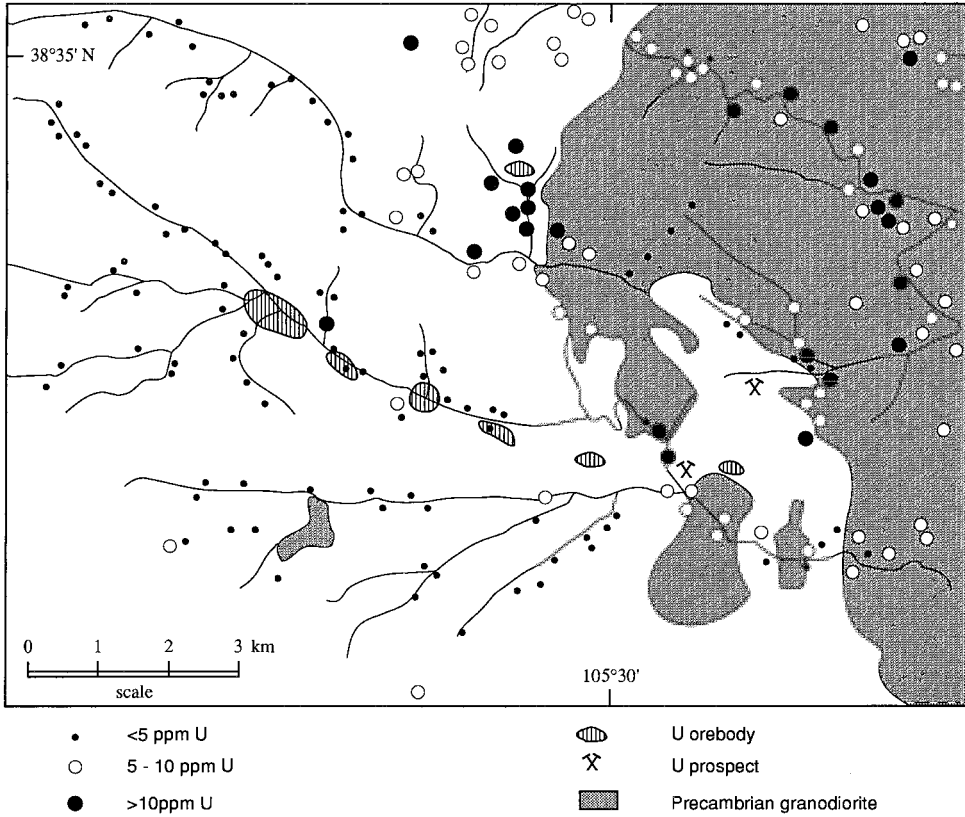 38°35' N
0 1 2 3 km
scale
105°30'
<5 ppm U
5 - 10 ppm U
>10ppm U
U orebody
U prospect
Precambrian granodiorite